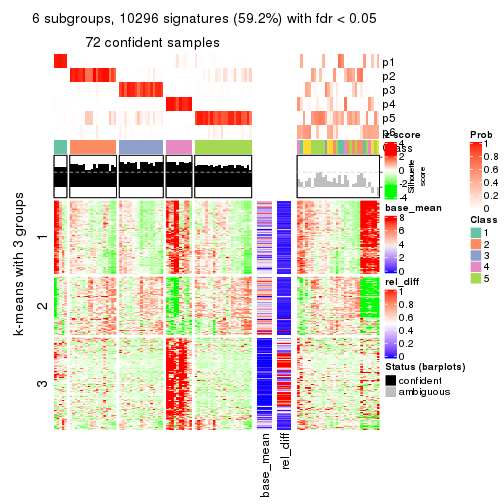 6 subgroups, 10296 signatures (59.2%) with fdr < 0.05
72 confident samples
p1
p2
p3
p4
p5
p6
Class
Silhouette
score
k-means with 3 groups
1
2
3
base_mean
rel_diff
z-score
4
2
0
-2
-4
base_mean
8
6
4
2
0
rel_diff
1
0.8
0.6
0.4
0.2
0
Status (barplots)
confident
ambiguous
Prob
1
0.8
0.6
0.4
0.2
0
Class
1
2
3
4
5